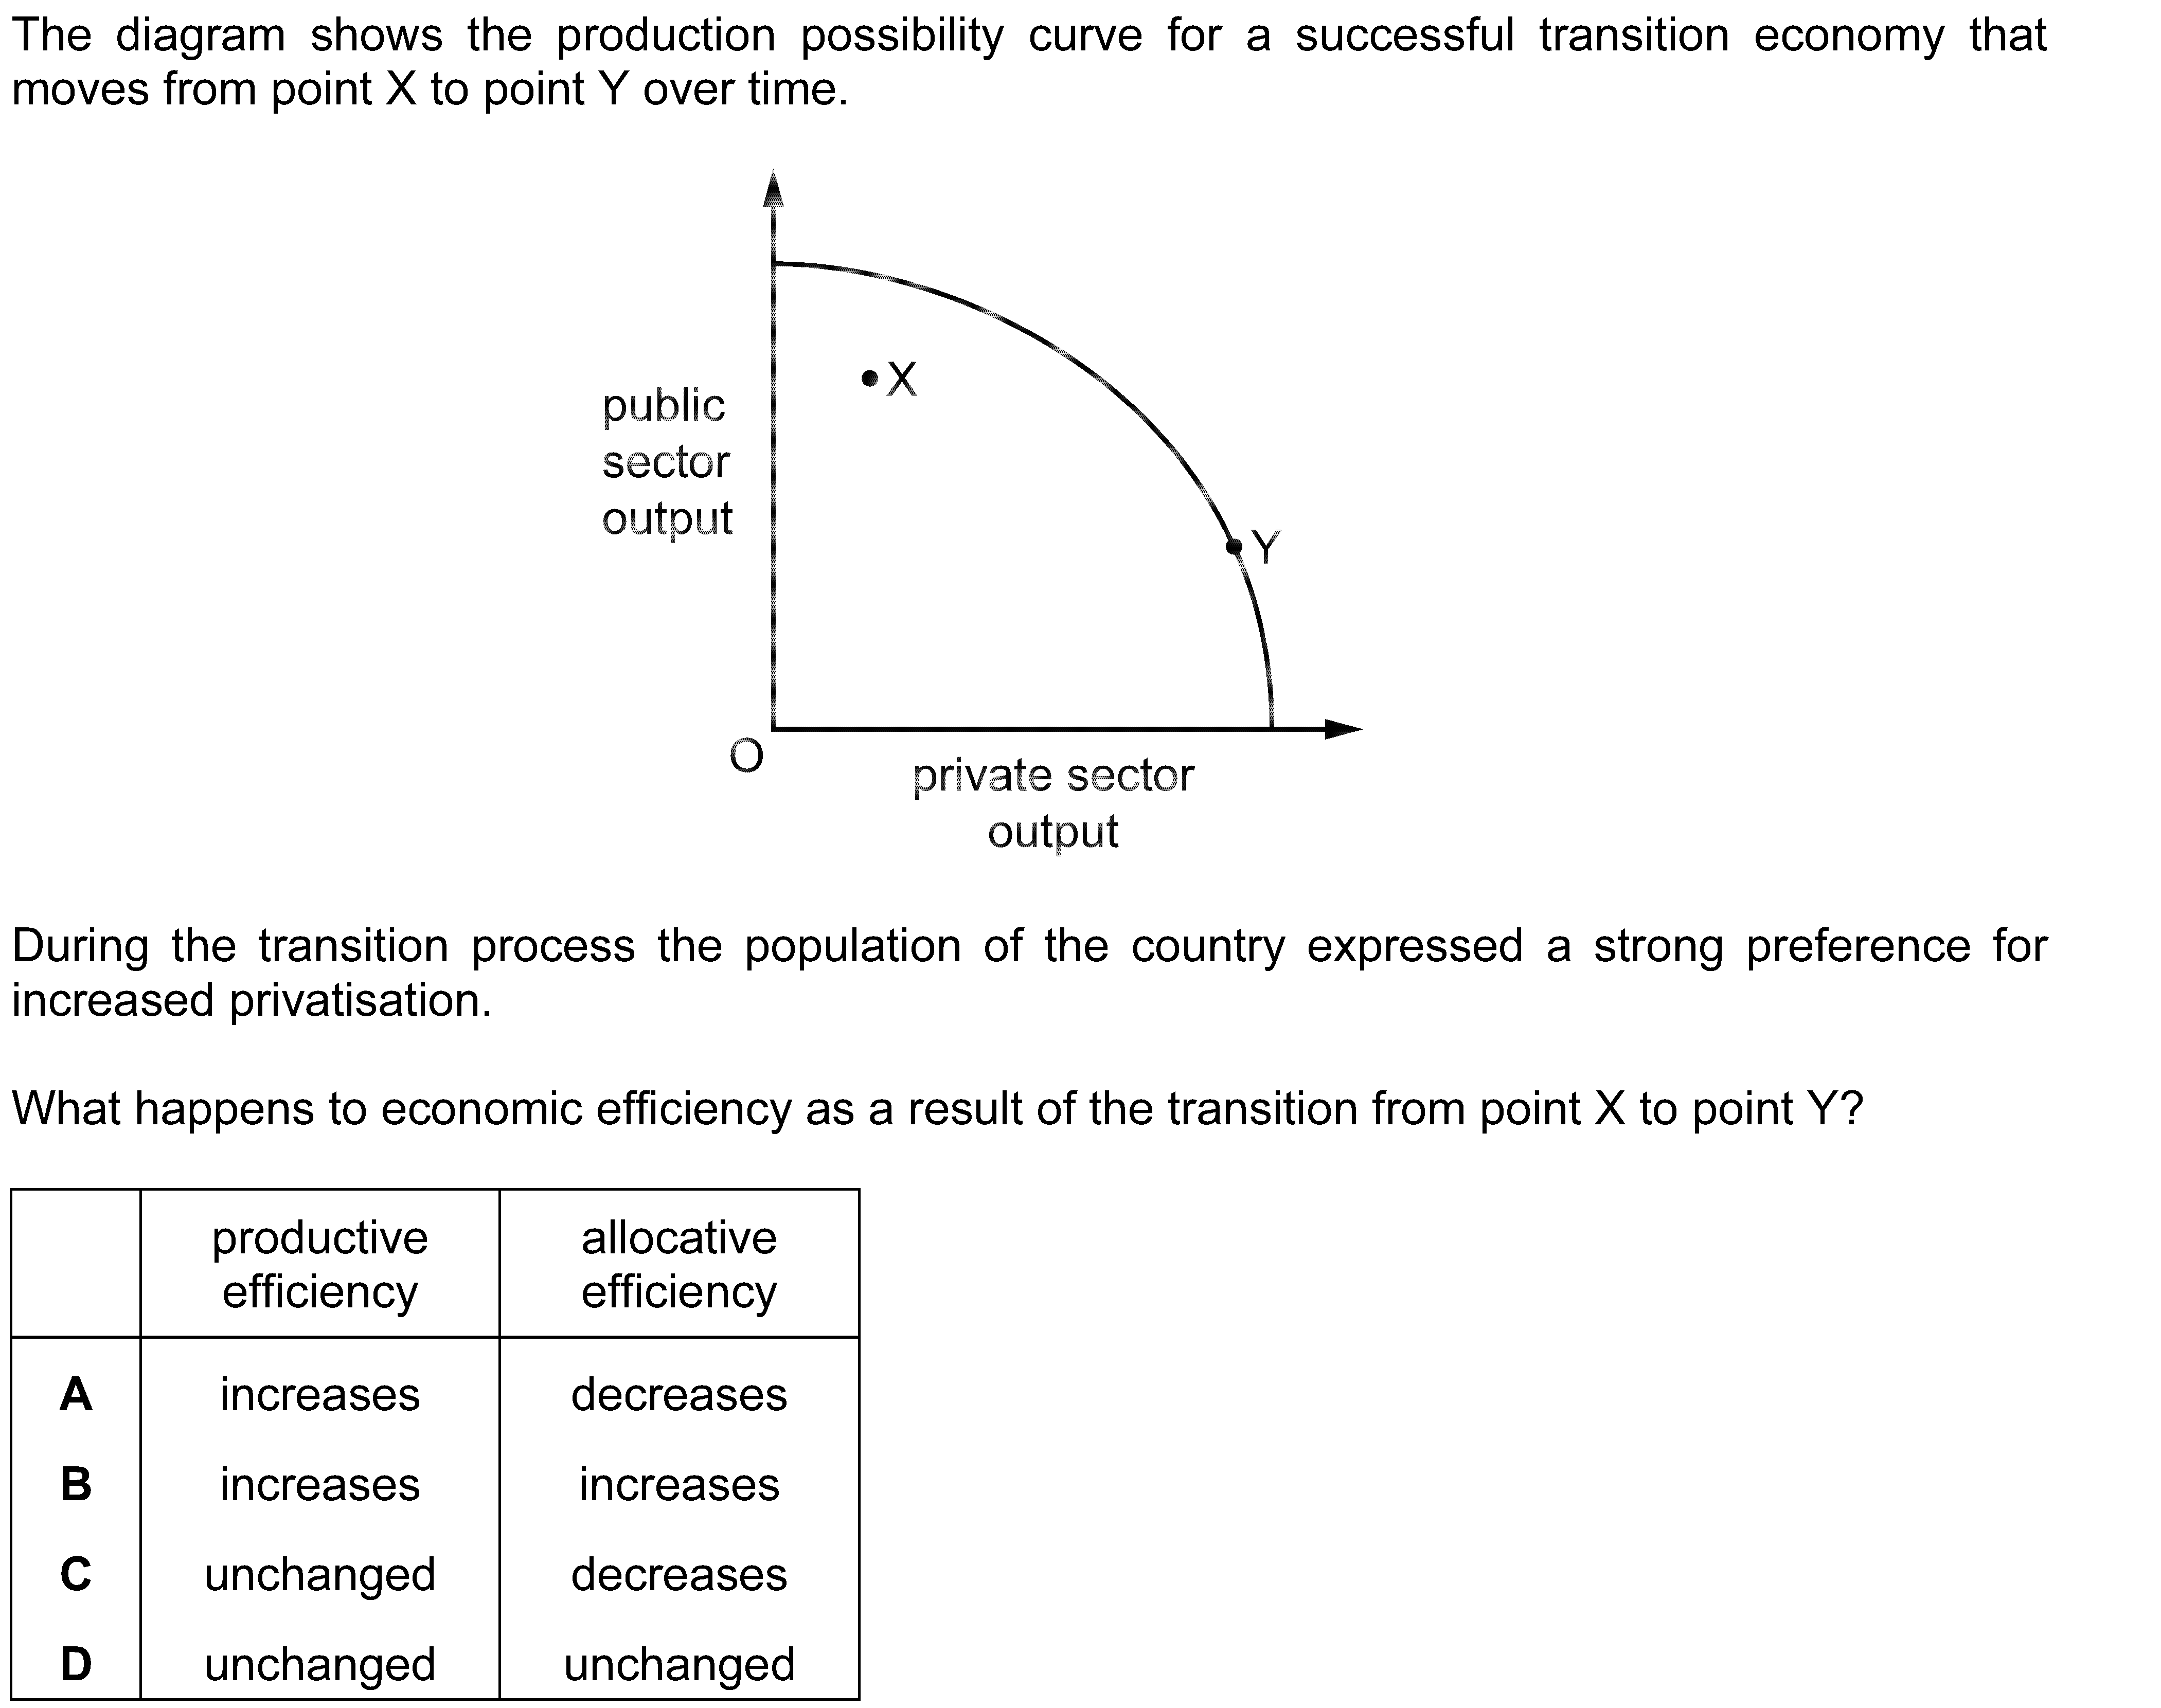 The diagram shows the production possibility curve for a successful transition economy that
moves from point X to point Y over time.
X
public
sector
output
Y
O
private sector
output
During the transition process the population of the country expressed a strong preference for
increased privatisation.
What happens to economic efficiency as a result of the transition from point X to point Y?
productive efficiency allocative efficiency
A increases decreases
B increases increases
C unchanged decreases
D unchanged unchanged